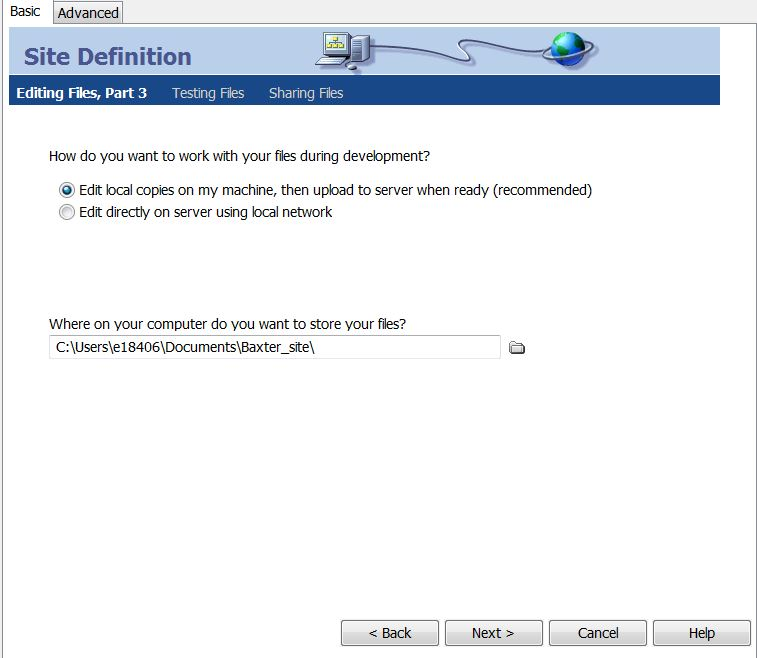 Basic Advanced
Site Definition
Editing Files, Part 3 Testing Files Sharing Files
How do you want to work with your files during development?
Edit local copies on my machine, then upload to server when ready (recommended)
Edit directly on server using local network
Where on your computer do you want to store your files?
C:\Users\e18406\Documents\Baxter_site\
< Back Next > Cancel Help